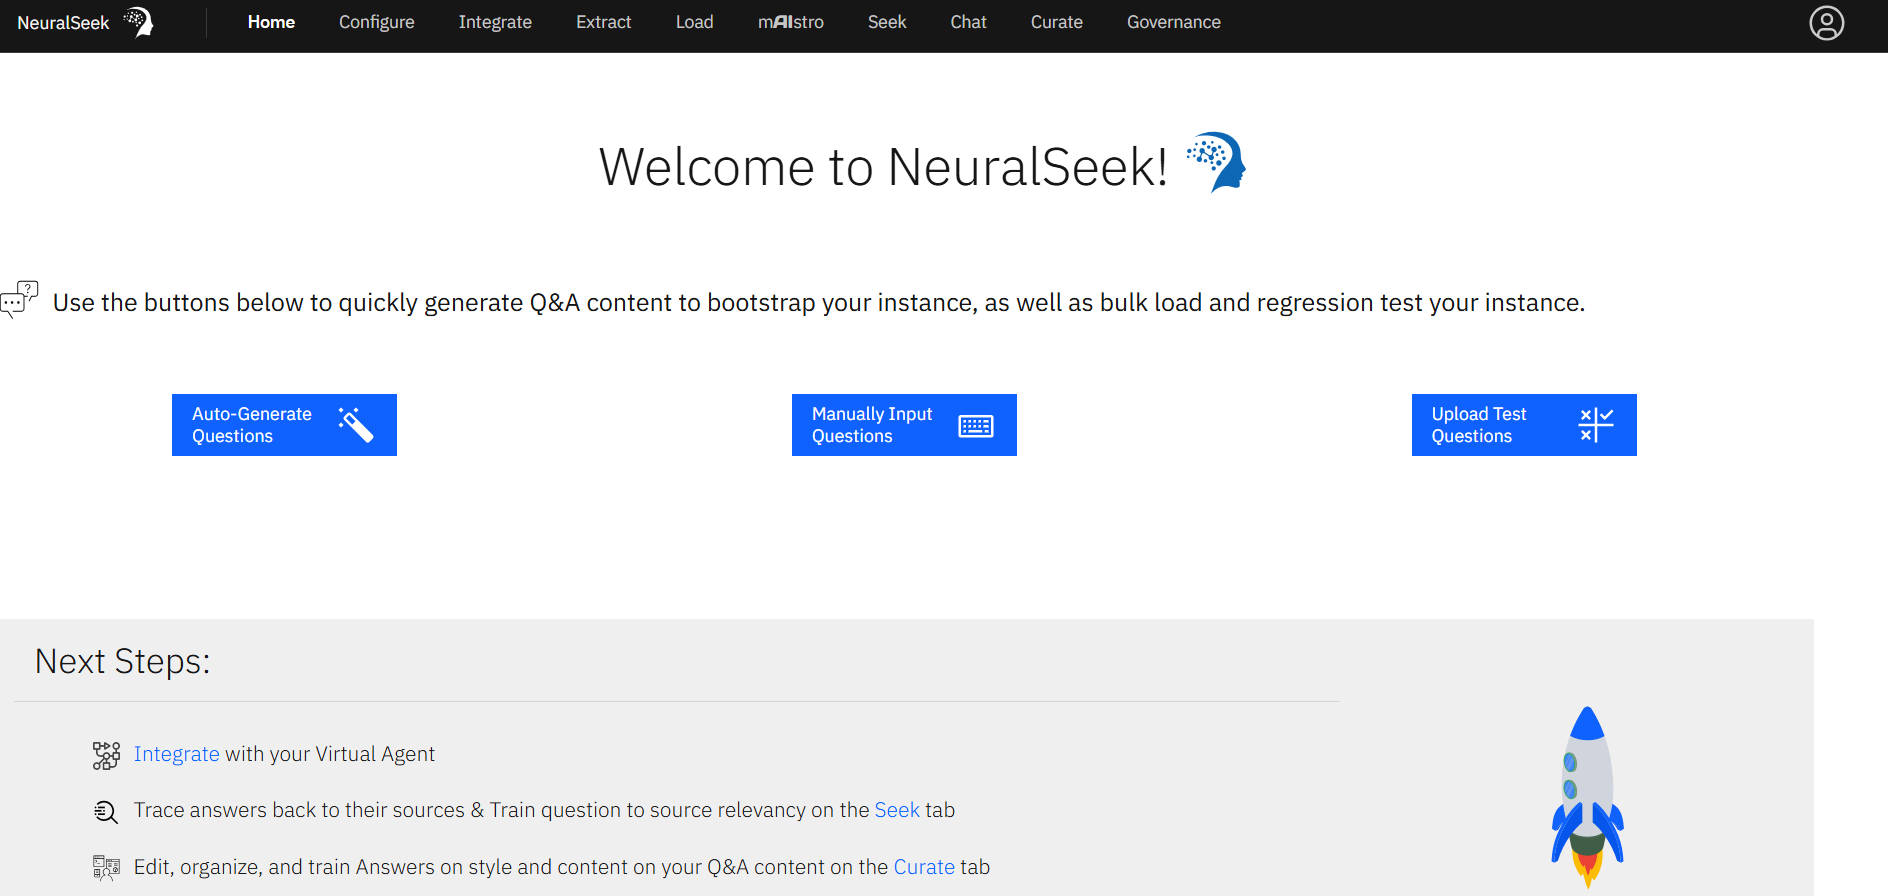 NeuralSeek
Home Configure Integrate Extract Load mAIstro Seek Chat Curate Governance
Welcome to NeuralSeek!
Use the buttons below to quickly generate Q&A content to bootstrap your instance, as well as bulk load and regression test your instance.
Auto-Generate
Questions
Manually Input
Questions
Upload Test
Questions
Next Steps:
Integrate with your Virtual Agent
Trace answers back to their sources & Train question to source relevancy on the Seek tab
Edit, organize, and train Answers on style and content on your Q&A content on the Curate tab